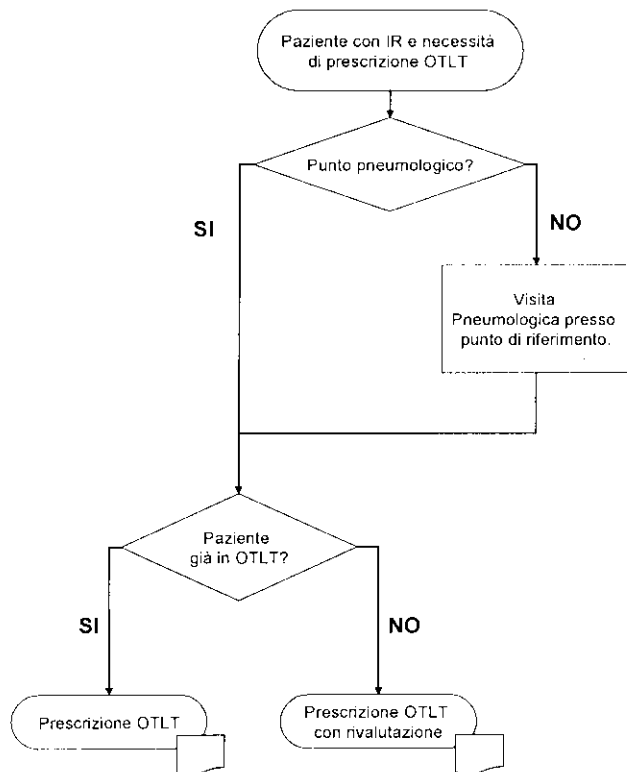 Paziente con IR e necessità
di prescrizione OTLT
Punto pneumologico?
SI
NO
Visita
Pneumologica presso
punto di riferimento.
Paziente
già in OTLT?
SI
NO
Prescrizione OTLT
Prescrizione OTLT
con rivalutazione